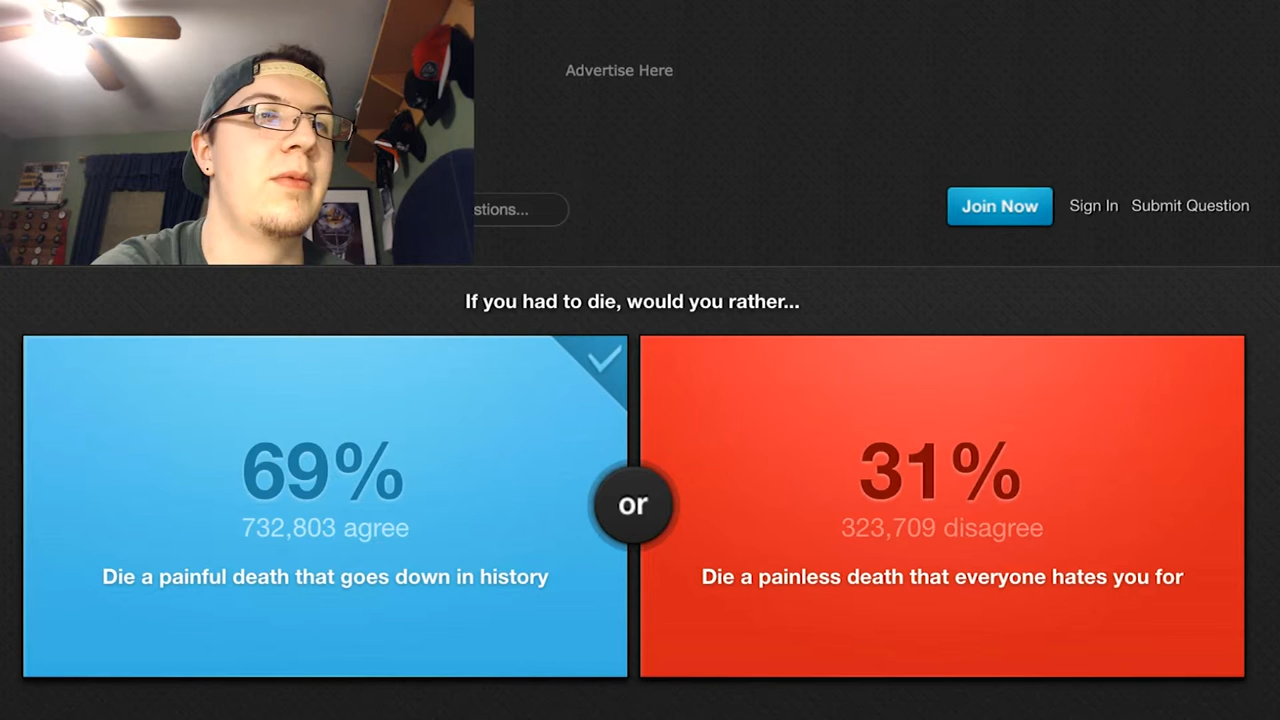 Advertise Here
stions...
Join Now
Sign In
Submit Question
If you had to die, would you rather...
69%
732,803 agree
Die a painful death that goes down in history
or
31%
323,709 disagree
Die a painless death that everyone hates you for